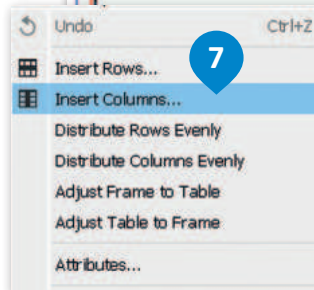 Undo Ctrl+Z
7
Insert Rows...
Insert Columns...
Distribute Rows Evenly
Distribute Columns Evenly
Adjust Frame to Table
Adjust Table to Frame
Attributes...